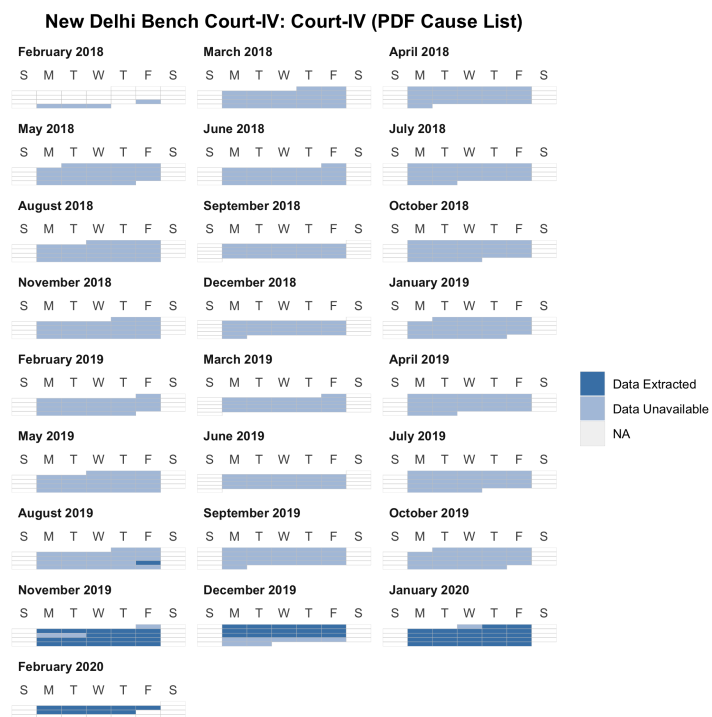 New Delhi Bench Court-IV: Court-IV (PDF Cause List)
February 2018 March 2018 April 2018
S M T W T F S S M T W T F S S M T W T F S
May 2018 June 2018 July 2018
S M T W T F S S M T W T F S S M T W T F S
August 2018 September 2018 October 2018
S M T W T F S S M T W T F S S M T W T F S
November 2018 December 2018 January 2019
S M T W T F S S M T W T F S S M T W T F S
February 2019 March 2019 April 2019
S M T W T F S S M T W T F S S M T W T F S
May 2019 June 2019 July 2019
S M T W T F S S M T W T F S S M T W T F S
August 2019 September 2019 October 2019
S M T W T F S S M T W T F S S M T W T F S
November 2019 December 2019 January 2020
S M T W T F S S M T W T F S S M T W T F S
February 2020
S M T W T F S
Data Extracted
Data Unavailable
NA